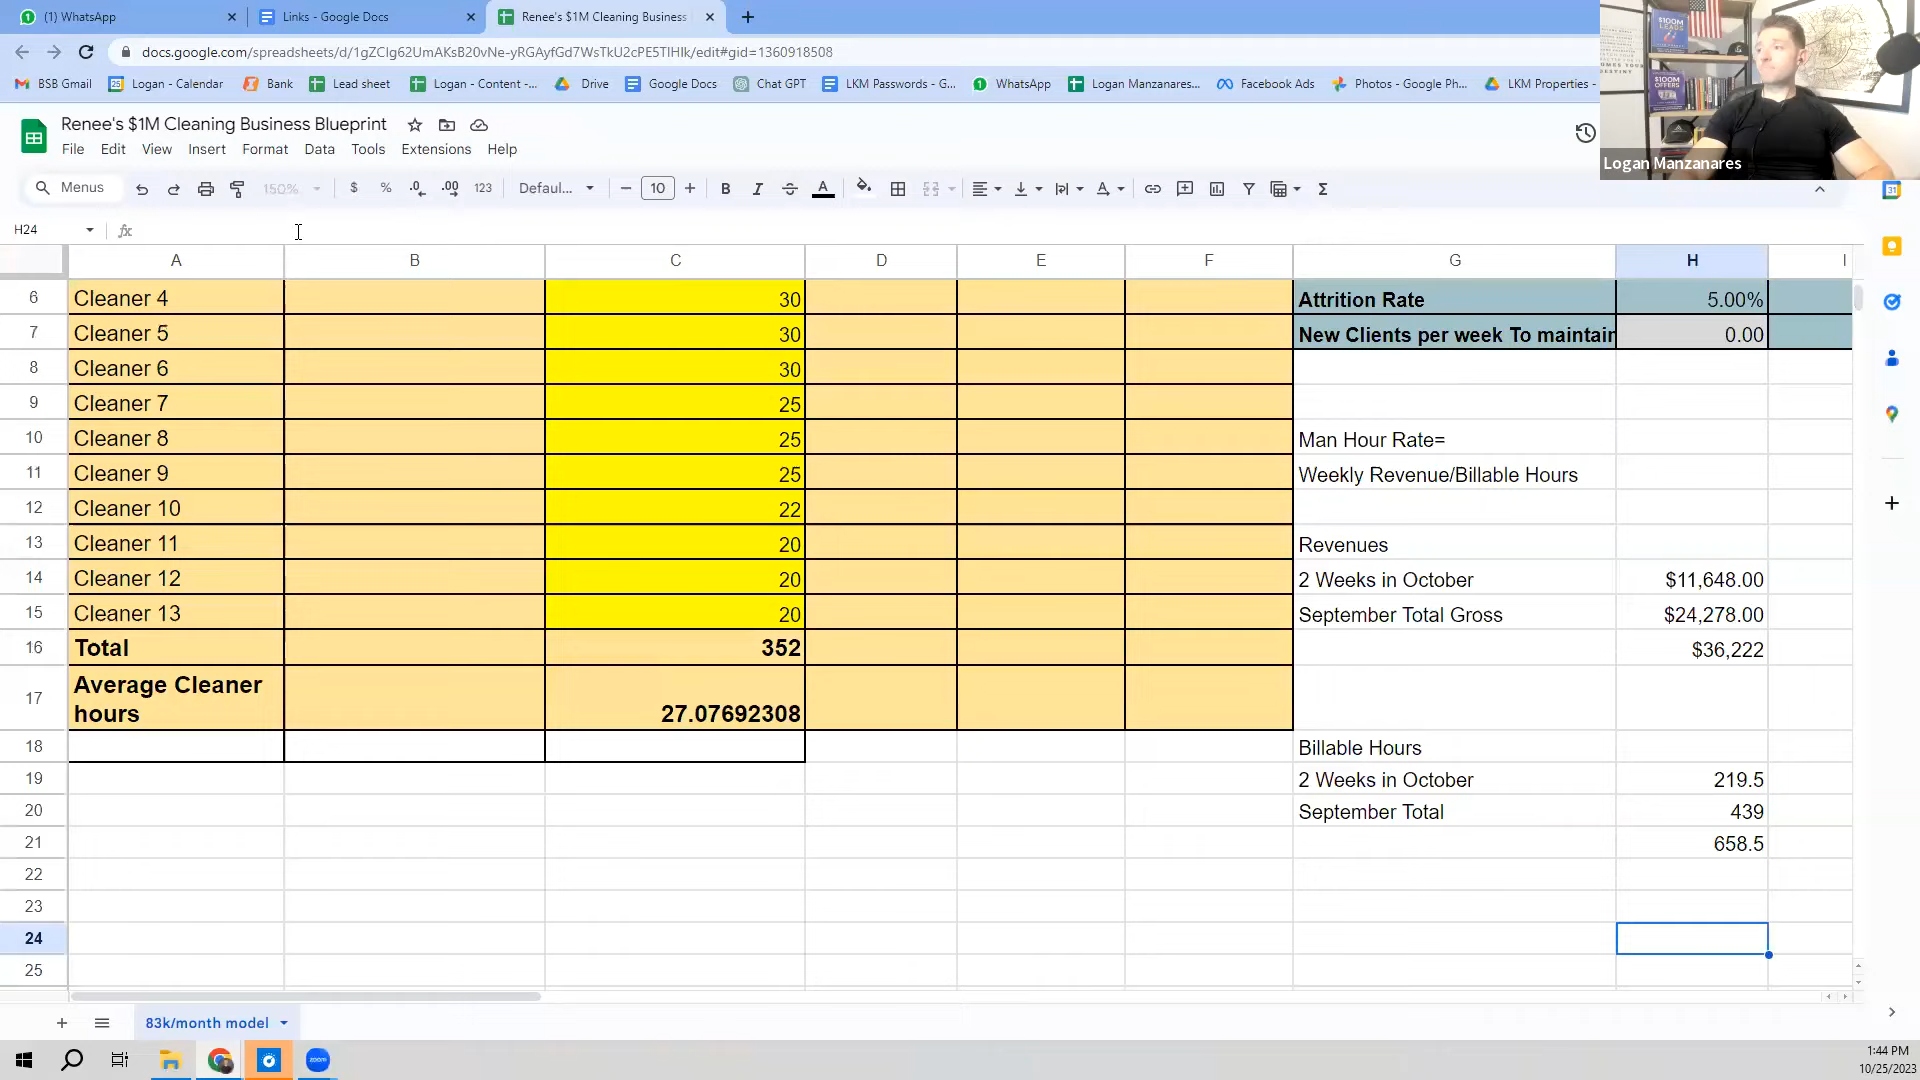 (1) WhatsApp
Links - Google Docs
Renee's $1M Cleaning Business
docs.google.com/spreadsheets/d/1gZClg62UmAKsB20vNe-yRGAyfGd7WsTkU2cPE5TlHIk/edit#gid=1360918508
BSB Gmail
Logan - Calendar
Bank
Lead sheet
Logan - Content -...
Drive
Google Docs
Chat GPT
LKM Passwords - G...
WhatsApp
Logan Manzanares...
Facebook Ads
Photos - Google Ph...
LKM Properties -
$100M
LEADS
$100M
OFFERS
DESTINY
Logan Manzanares
Renee's $1M Cleaning Business Blueprint
File Edit View Insert Format Data Tools Extensions Help
Menus 150% $ % .0 .00 123 Defaul... 10 B I A
H24
A B C D E F G H I
6 Cleaner 4 30 Attrition Rate 5.00%
7 Cleaner 5 30 New Clients per week To maintain 0.00
8 Cleaner 6 30
9 Cleaner 7 25
10 Cleaner 8 25 Man Hour Rate=
11 Cleaner 9 25 Weekly Revenue/Billable Hours
12 Cleaner 10 22
13 Cleaner 11 20 Revenues
14 Cleaner 12 20 2 Weeks in October $11,648.00
15 Cleaner 13 20 September Total Gross $24,278.00
16 Total 352 $36,222
17 Average Cleaner
hours 27.07692308
18 Billable Hours
19 2 Weeks in October 219.5
20 September Total 439
21 658.5
22
23
24
25
83k/month model
zoom
1:44 PM
10/25/2023